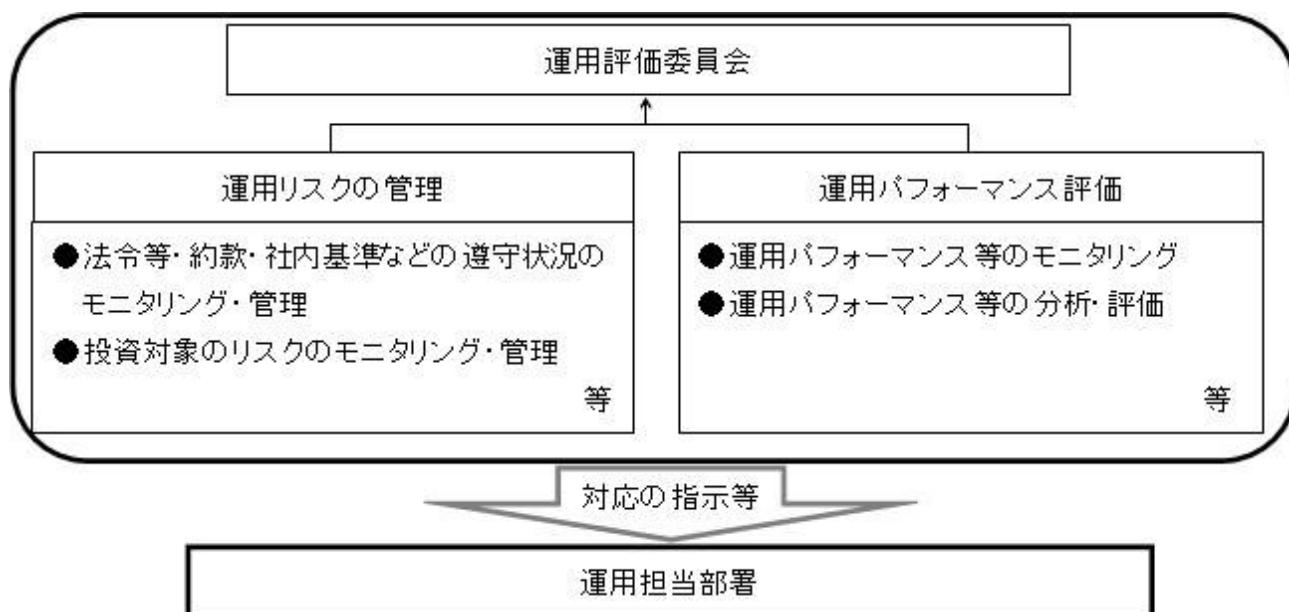 運用評価委員会
運用リスクの管理
●法令等・約款・社内基準などの遵守状況の
モニタリング・管理
●投資対象のリスクのモニタリング・管理
等
運用パフォーマンス評価
●運用パフォーマンス等のモニタリング
●運用パフォーマンス等の分析・評価
等
対応の指示等
運用担当部署